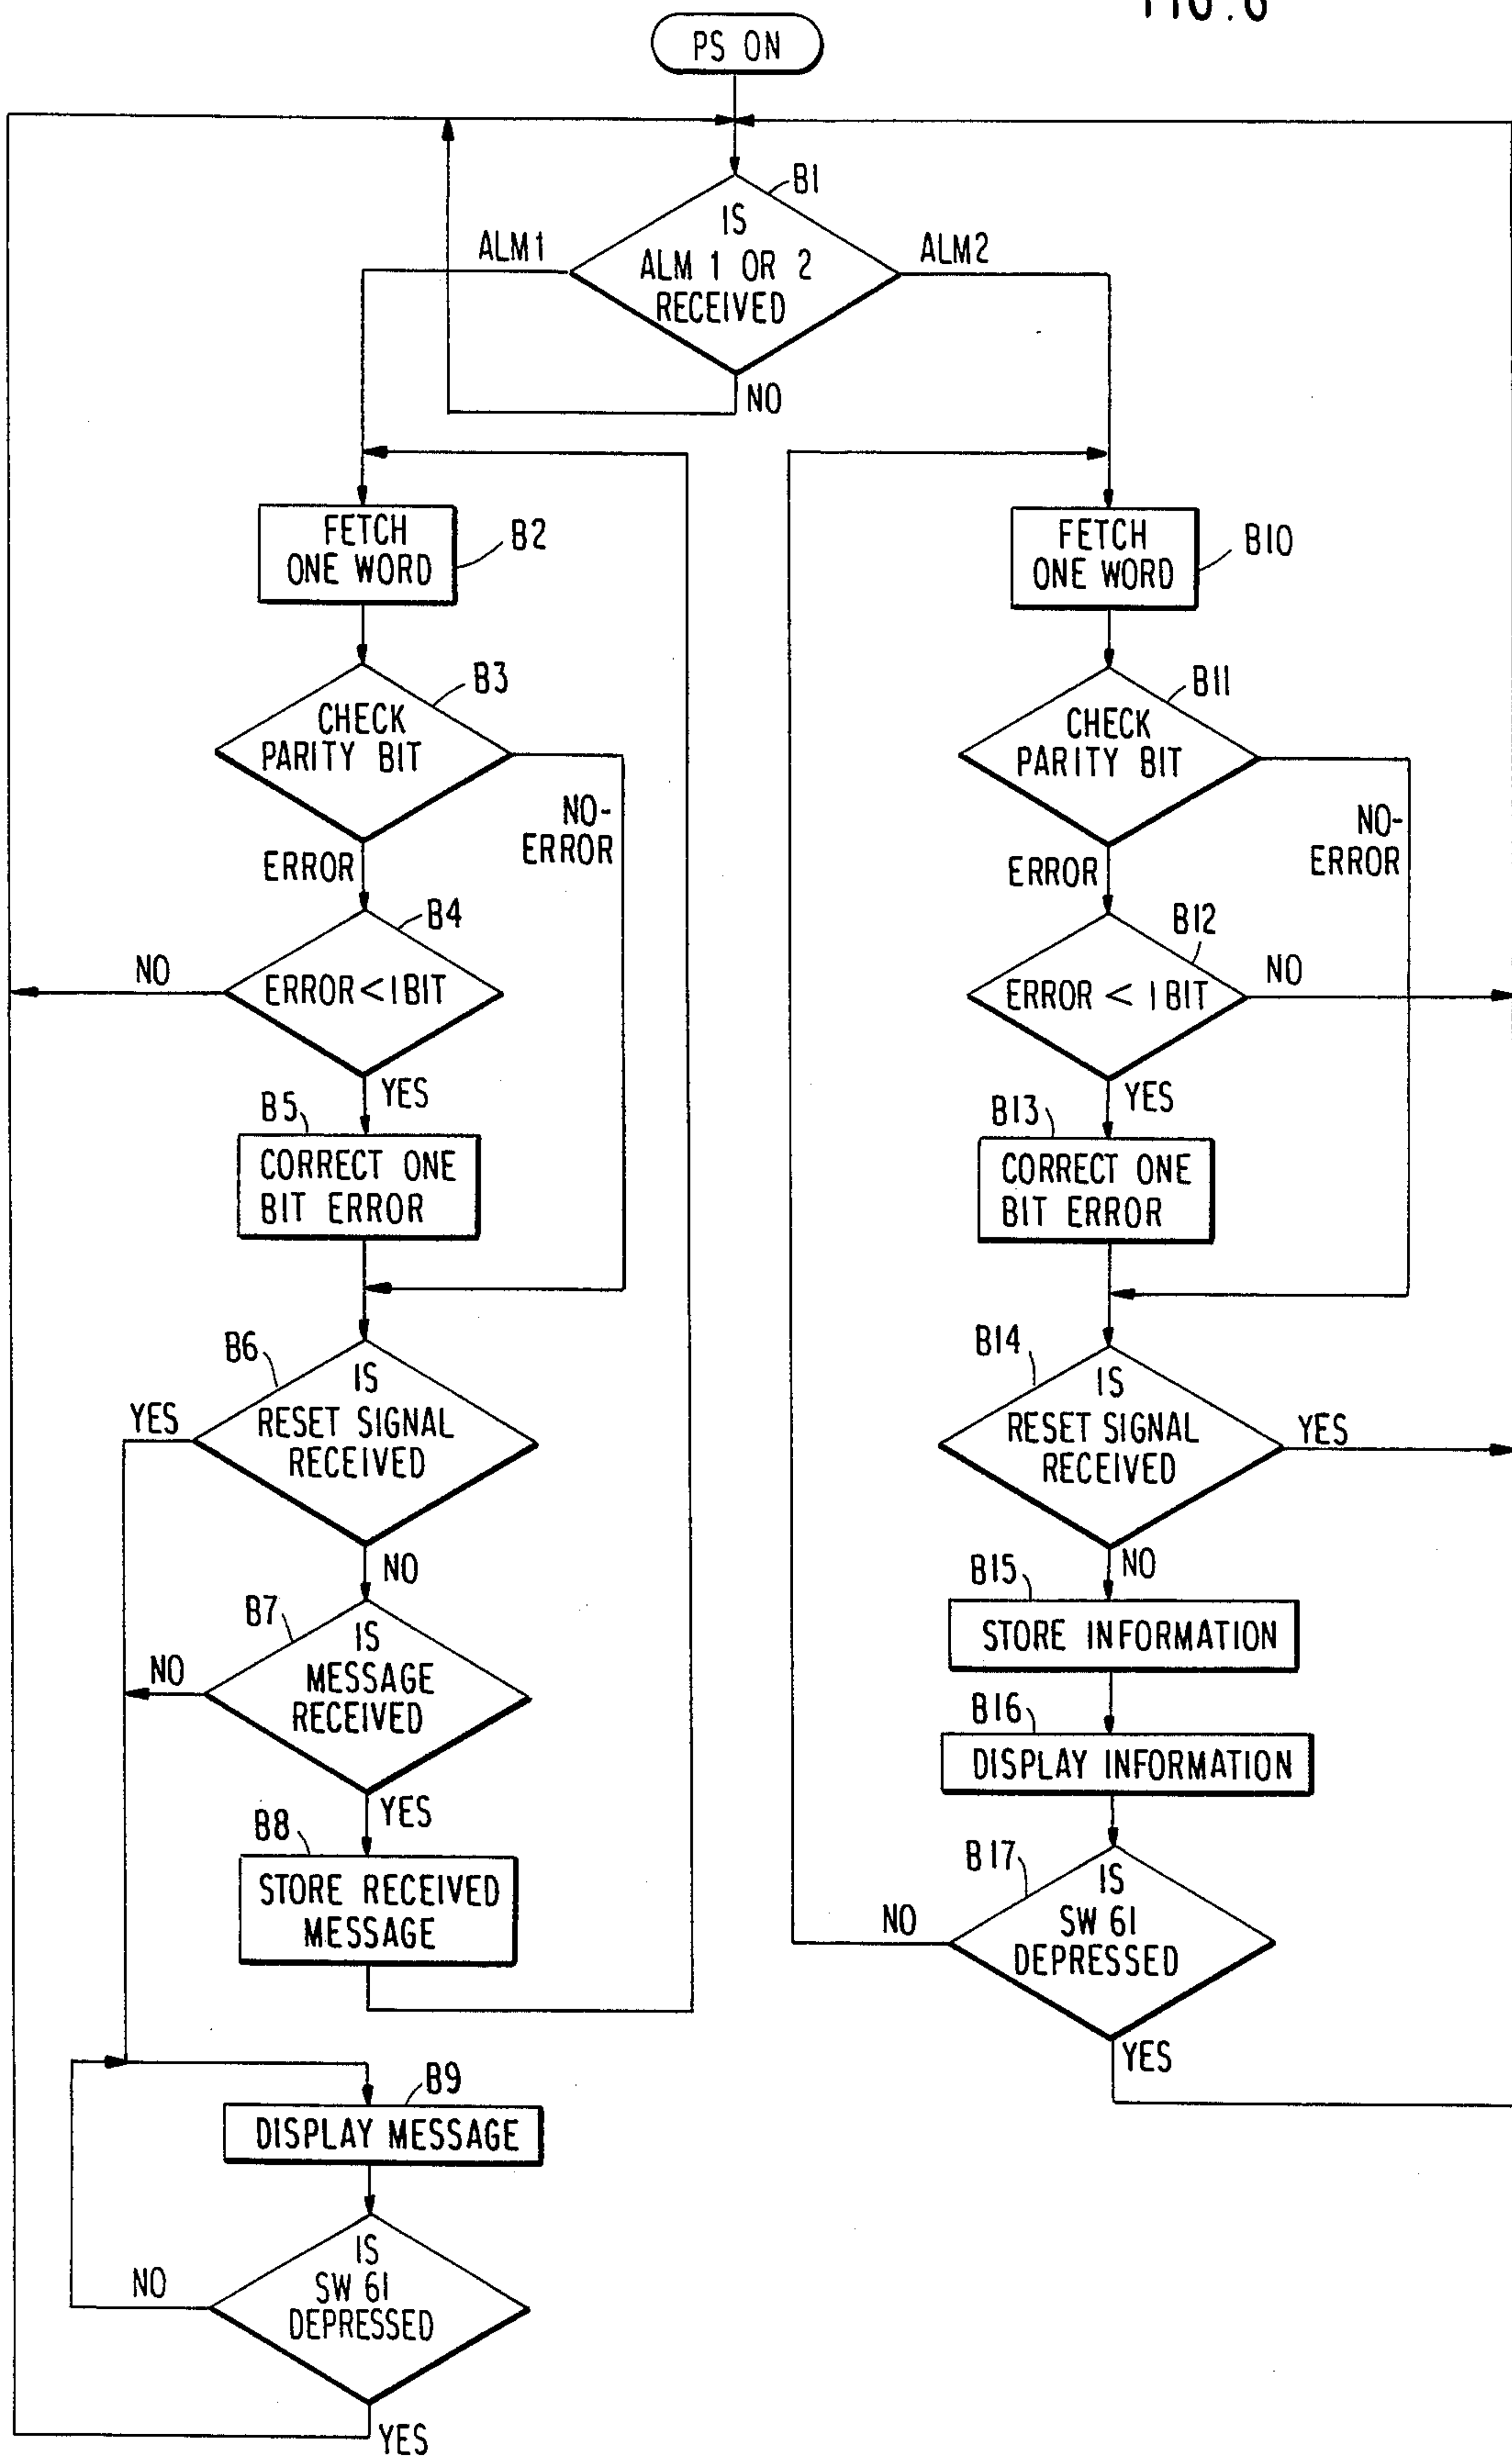 FIG. 6
PS ON
B1
IS
ALM 1 OR 2
RECEIVED
ALM1
ALM2
NO
FETCH
ONE WORD
B2
CHECK
PARITY BIT
B3
NO-
ERROR
ERROR
B4
ERROR<1BIT
NO
YES
B5
CORRECT ONE
BIT ERROR
B6
IS
RESET SIGNAL
RECEIVED
YES
NO
B7
IS
MESSAGE
RECEIVED
NO
YES
B8
STORE RECEIVED
MESSAGE
B9
DISPLAY MESSAGE
IS
SW 61
DEPRESSED
NO
YES
FETCH
ONE WORD
B10
B11
CHECK
PARITY BIT
NO-
ERROR
ERROR
B12
ERROR < 1 BIT
NO
YES
B13
CORRECT ONE
BIT ERROR
B14
IS
RESET SIGNAL
RECEIVED
YES
NO
B15
STORE INFORMATION
B16
DISPLAY INFORMATION
B17
IS
SW 61
DEPRESSED
NO
YES